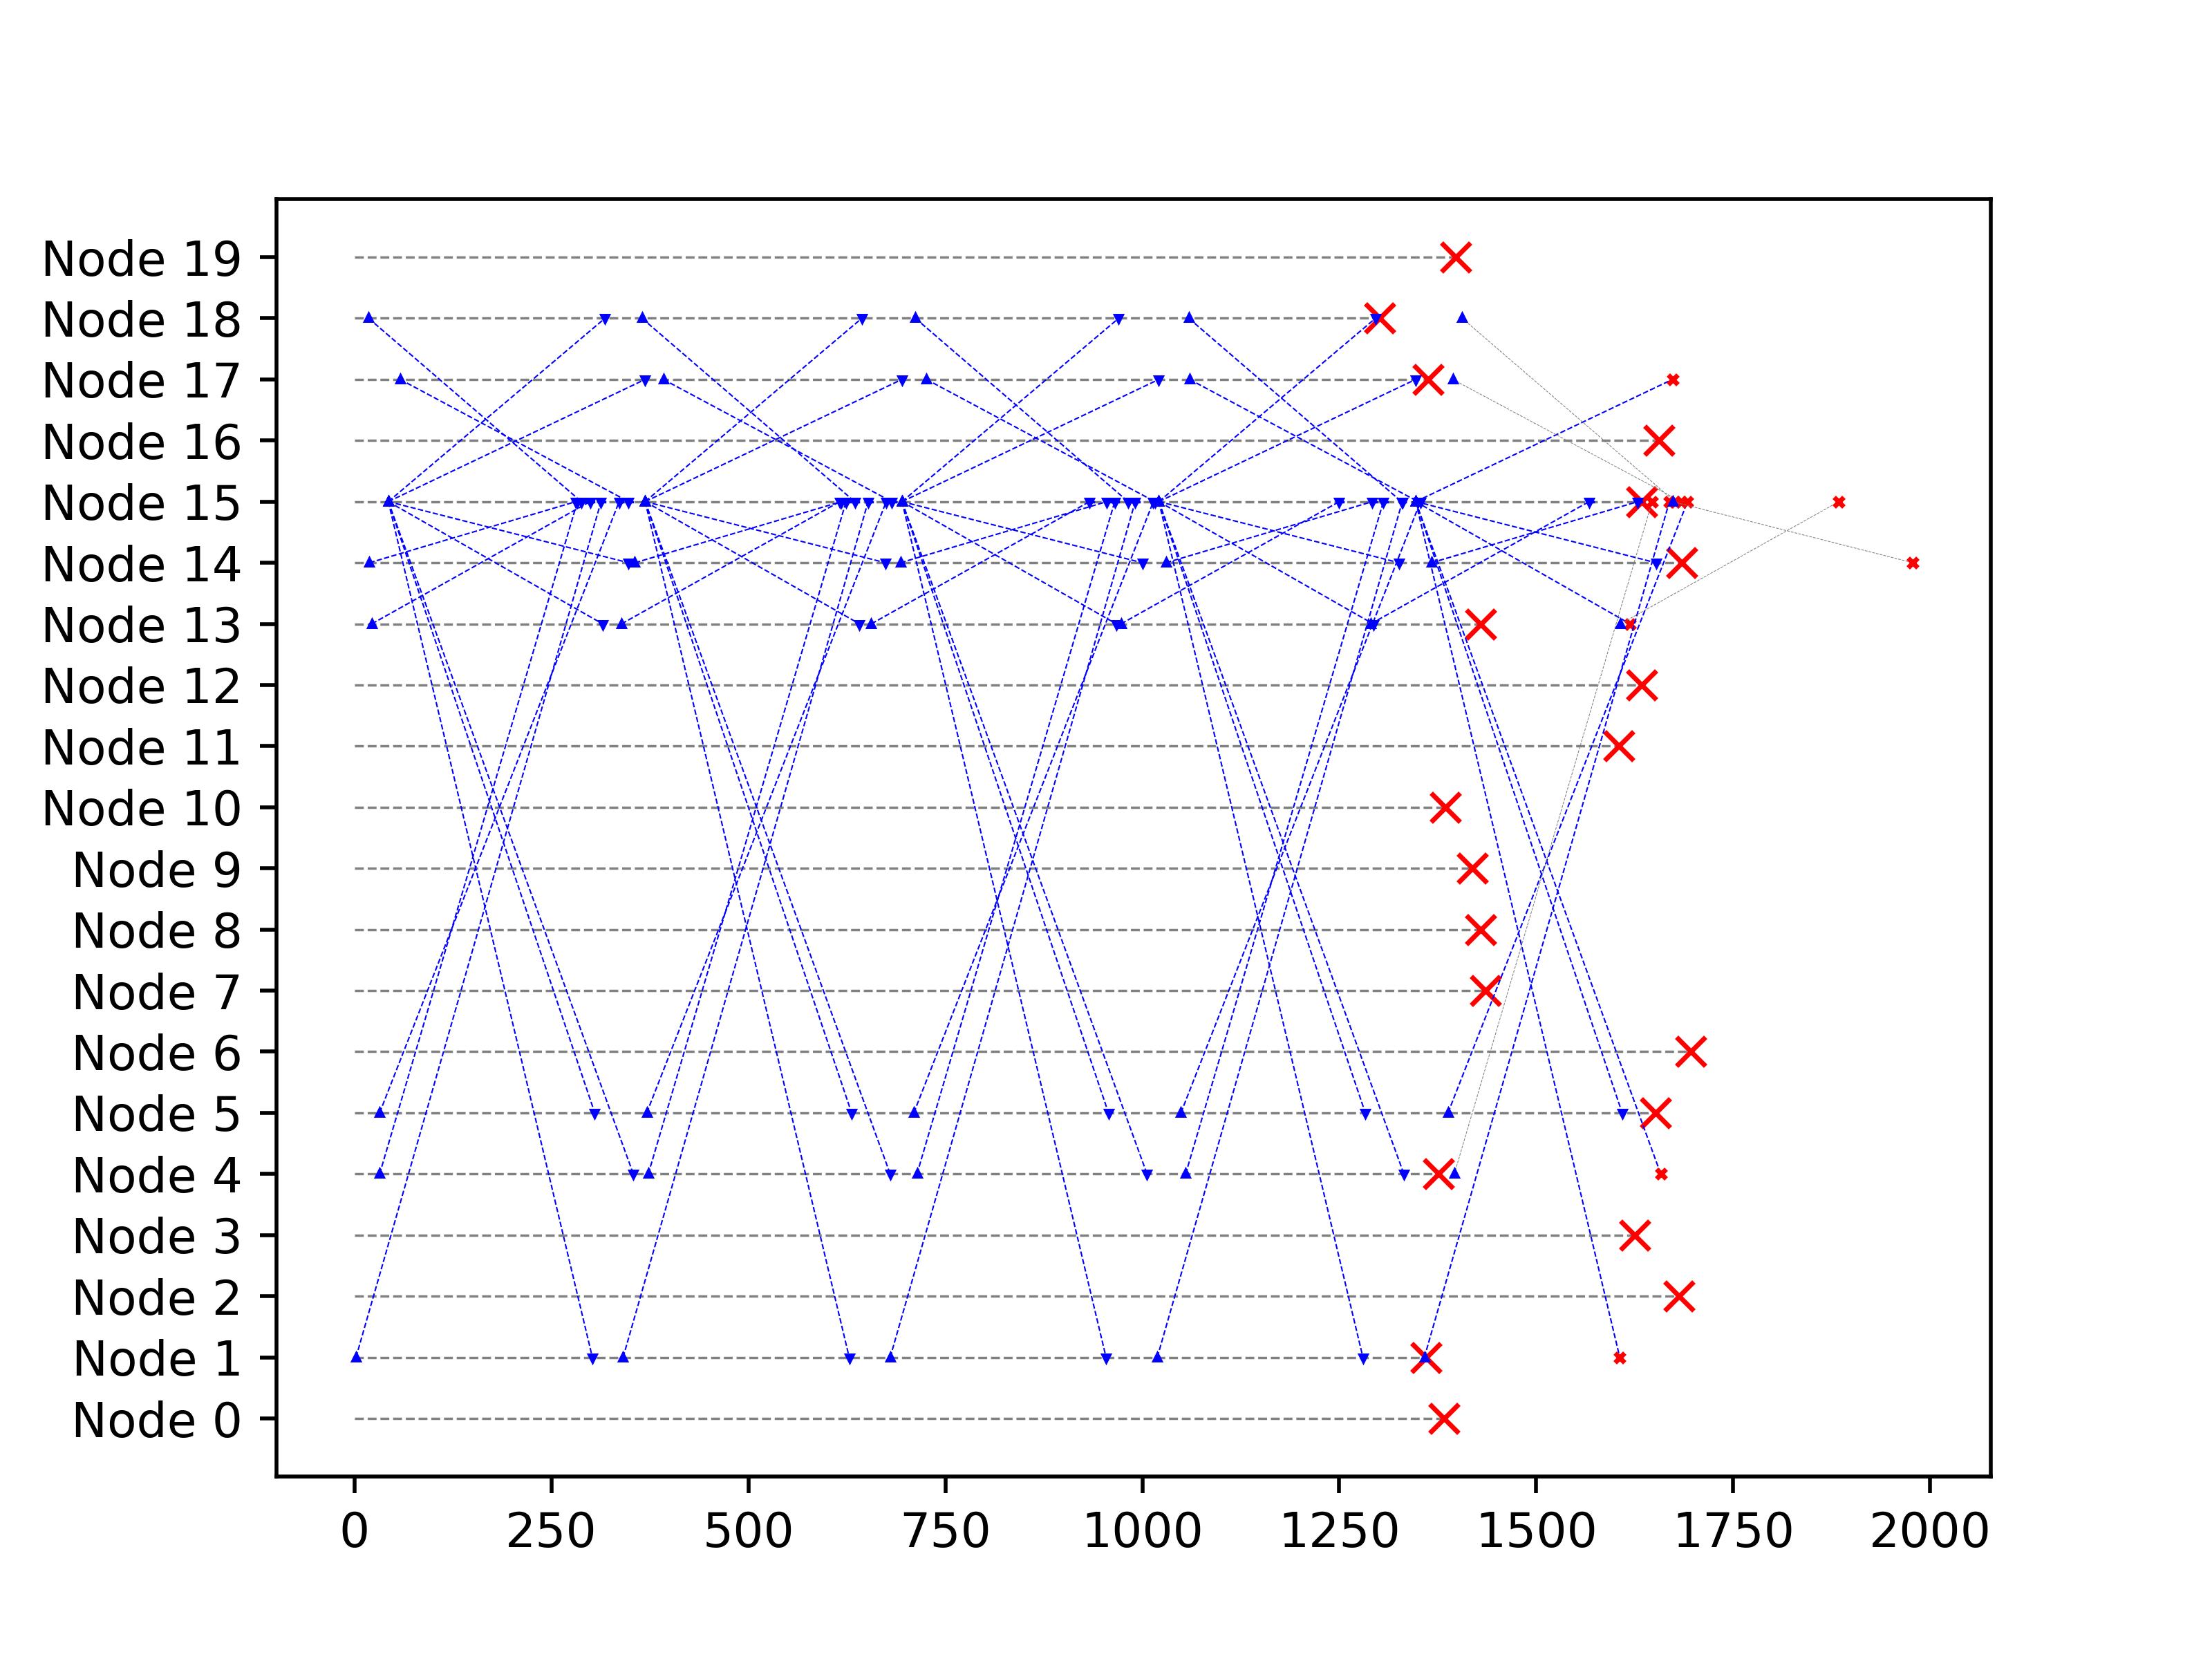 Node 19
Node 18
Node 17
Node 16
Node 15
Node 14
Node 13
Node 12
Node 11
Node 10
Node 9
Node 8
Node 7
Node 6
Node 5
Node 4
Node 3
Node 2
Node 1
Node 0
0 250 500 750 1000 1250 1500 1750 2000